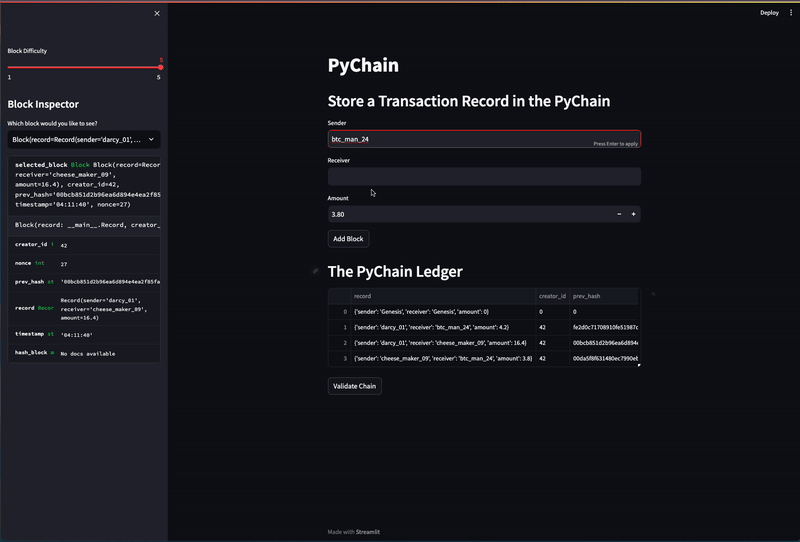 Deploy
Block Difficulty
5
1
5
Block Inspector
Which block would you like to see?
Block(record=Record(sender='darcy_01', ...
selected_block Block Block(record=Recor
receiver='cheese_maker_09',
amount=16.4), creator_id=42,
prev_hash='00bcb851d2b96ea6d894e4ea2f85
timestamp='04:11:40', nonce=27)
Block(record: __main__.Record, creator_
creator_id i
42
nonce int
27
prev_hash st
'00bcb851d2b96ea6d894e4ea2f85fa
record Recor
Record(sender='darcy_01',
receiver='cheese_maker_09',
amount=16.4)
timestamp st
'04:11:40'
hash_block m
No docs available
PyChain
Store a Transaction Record in the PyChain
Sender
btc_man_24
Press Enter to apply
Receiver
Amount
3.80
− +
Add Block
The PyChain Ledger
record creator_id prev_hash
0 {'sender': 'Genesis', 'receiver': 'Genesis', 'amount': 0} 0 0
1 {'sender': 'darcy_01', 'receiver': 'btc_man_24', 'amount': 4.2} 42 fe2d0c71708910fe51987c
2 {'sender': 'darcy_01', 'receiver': 'cheese_maker_09', 'amount': 16.4} 42 00bcb851d2b96ea6d894e
3 {'sender': 'cheese_maker_09', 'receiver': 'btc_man_24', 'amount': 3.8} 42 00da5f8f631480ec7990eb
Validate Chain
Made with Streamlit